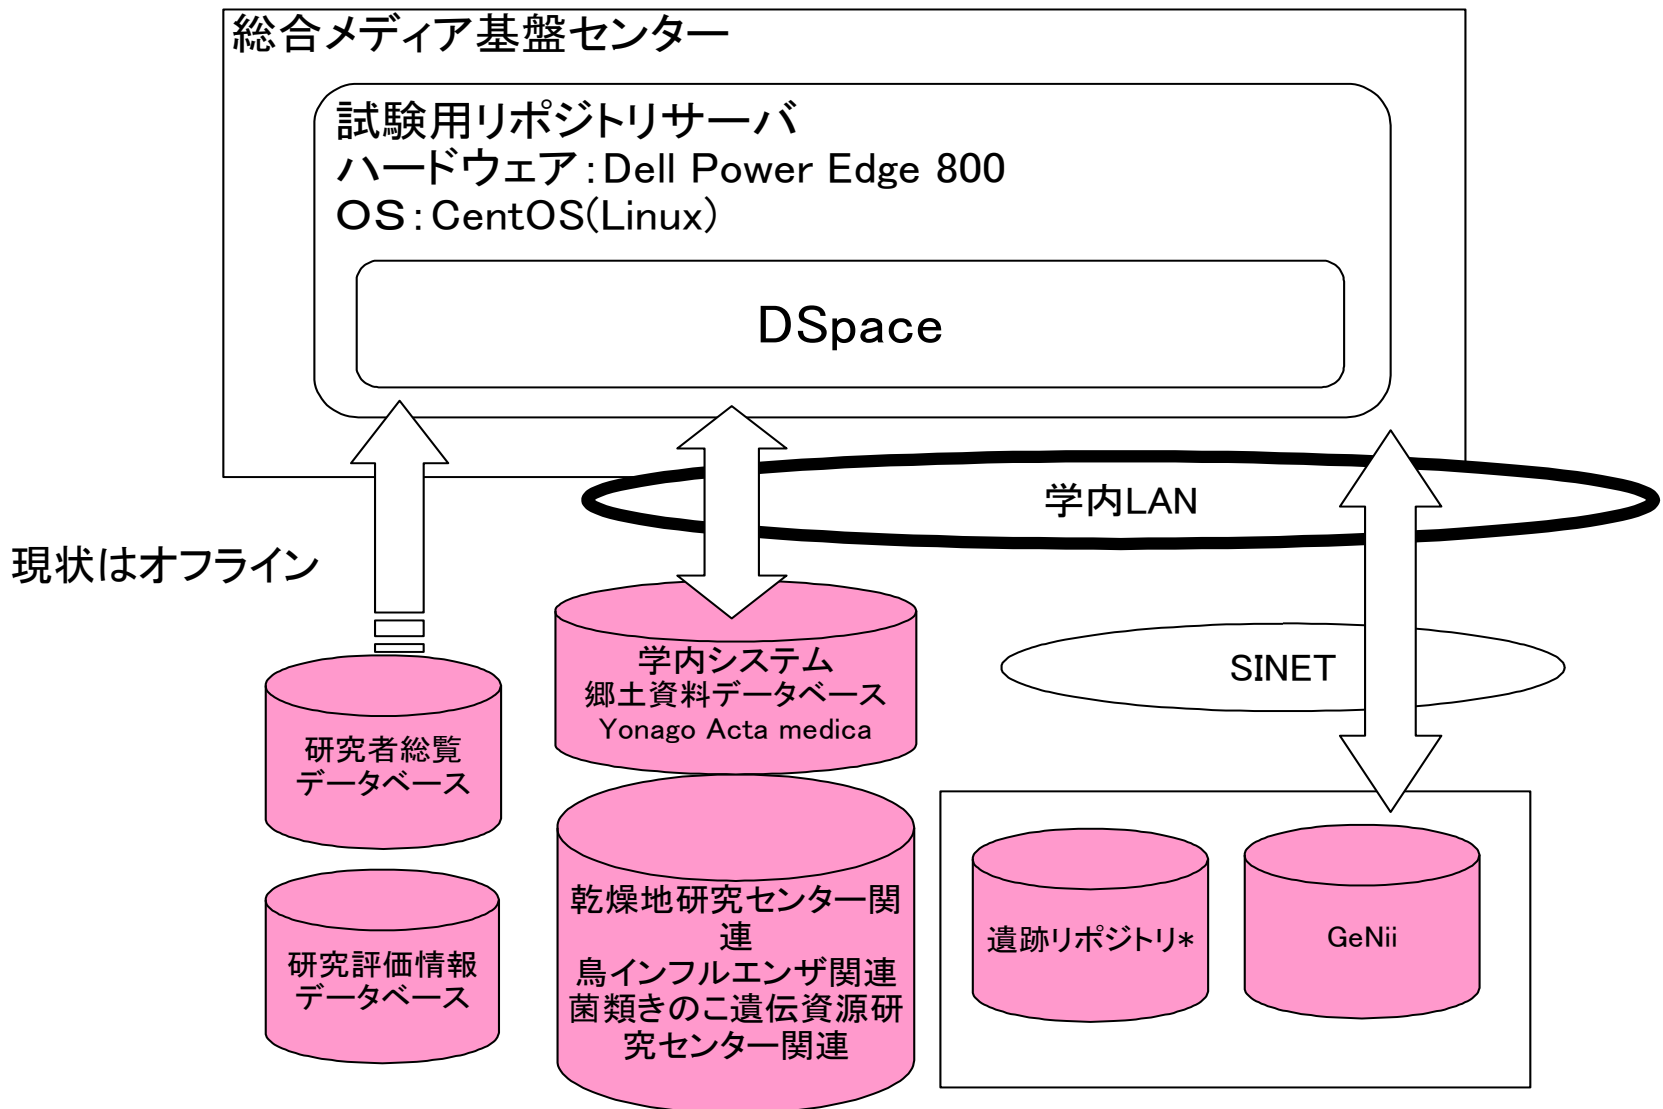 総合メディア基盤センター
試験用リポジトリサーバ
ハードウェア：Dell Power Edge 800
ＯＳ：CentOS(Linux)
DSpace
学内LAN
現状はオフライン
SINET
研究者総覧
データベース
研究評価情報
データベース
学内システム
郷土資料データベース
Yonago Acta medica
乾燥地研究センター関
連
鳥インフルエンザ関連
菌類きのこ遺伝資源研
究センター関連
遺跡リポジトリ*
GeNii